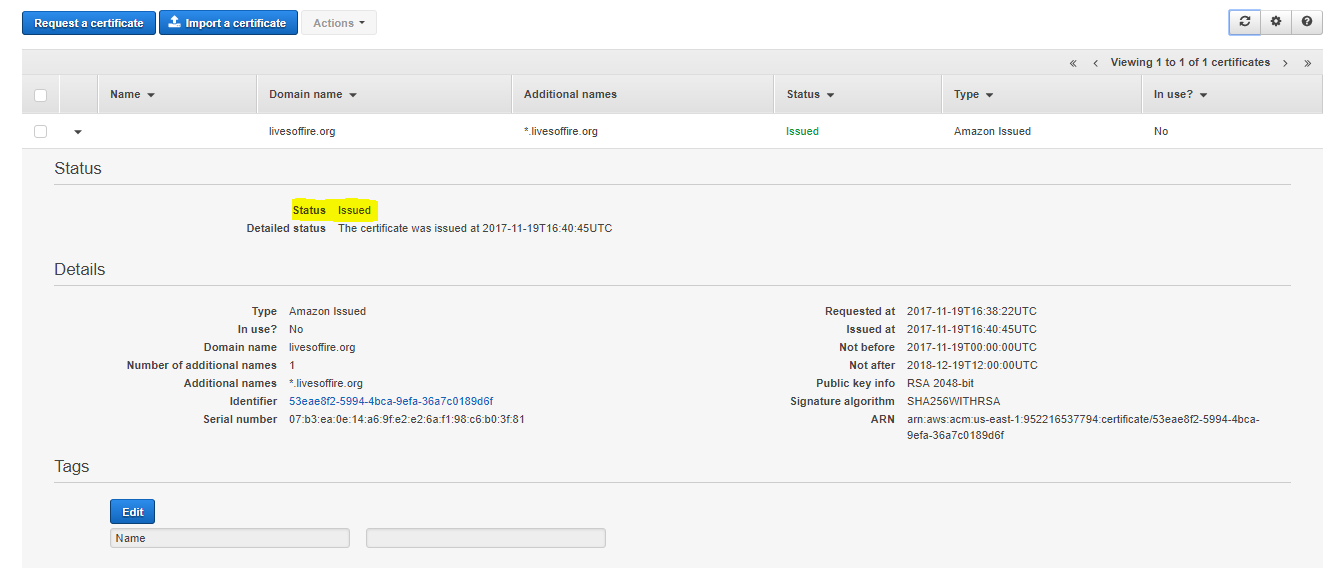 Request a certificate Import a certificate Actions
« ‹ Viewing 1 to 1 of 1 certificates › »
Name Domain name Additional names Status Type In use?
livesoffire.org *.livesoffire.org Issued Amazon Issued No
Status
Status Issued
Detailed status The certificate was issued at 2017-11-19T16:40:45UTC
Details
Type Amazon Issued Requested at 2017-11-19T16:38:22UTC
In use? No Issued at 2017-11-19T16:40:45UTC
Domain name livesoffire.org Not before 2017-11-19T00:00:00UTC
Number of additional names 1 Not after 2018-12-19T12:00:00UTC
Additional names *.livesoffire.org Public key info RSA 2048-bit
Identifier 53eae8f2-5994-4bca-9efa-36a7c0189d6f Signature algorithm SHA256WITHRSA
Serial number 07:b3:ea:0e:14:a6:9f:e2:e2:6a:f1:98:c6:b0:3f:81 ARN arn:aws:acm:us-east-1:952216537794:certificate/53eae8f2-5994-4bca-
9efa-36a7c0189d6f
Tags
Edit
Name